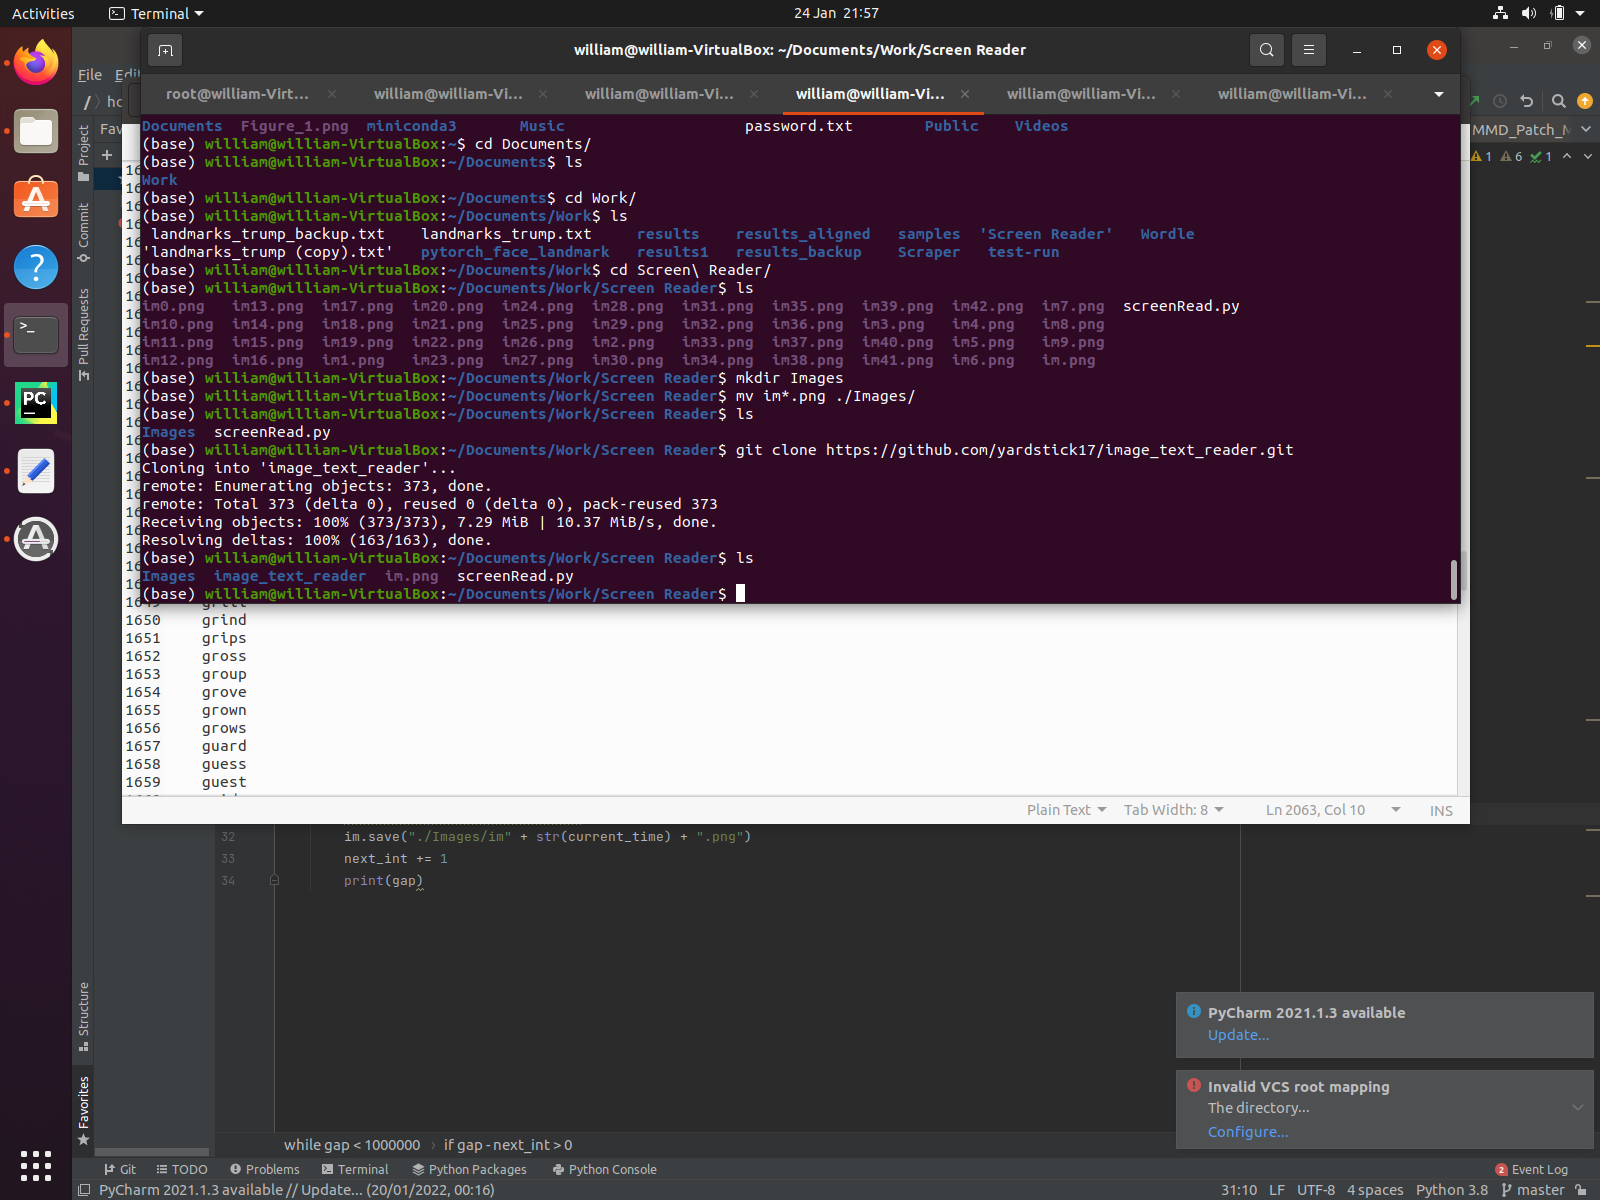 Activities Terminal 24 Jan 21:57
william@william-VirtualBox: ~/Documents/Work/Screen Reader
root@william-Virt... william@william-Vi... william@william-Vi... william@william-Vi... william@william-Vi... william@william-Vi...
Documents Figure_1.png miniconda3 Music password.txt Public Videos
(base) william@william-VirtualBox:~$ cd Documents/
(base) william@william-VirtualBox:~/Documents$ ls
Work
(base) william@william-VirtualBox:~/Documents$ cd Work/
(base) william@william-VirtualBox:~/Documents/Work$ ls
landmarks_trump_backup.txt landmarks_trump.txt results results_aligned samples 'Screen Reader' Wordle
'landmarks_trump (copy).txt' pytorch_face_landmark results1 results_backup Scraper test-run
(base) william@william-VirtualBox:~/Documents/Work$ cd Screen\ Reader/
(base) william@william-VirtualBox:~/Documents/Work/Screen Reader$ ls
im0.png im13.png im17.png im20.png im24.png im28.png im31.png im35.png im39.png im42.png im7.png screenRead.py
im10.png im14.png im18.png im21.png im25.png im29.png im32.png im36.png im3.png im4.png im8.png
im11.png im15.png im19.png im22.png im26.png im2.png im33.png im37.png im40.png im5.png im9.png
im12.png im16.png im1.png im23.png im27.png im30.png im34.png im38.png im41.png im6.png im.png
(base) william@william-VirtualBox:~/Documents/Work/Screen Reader$ mkdir Images
(base) william@william-VirtualBox:~/Documents/Work/Screen Reader$ mv im*.png ./Images/
(base) william@william-VirtualBox:~/Documents/Work/Screen Reader$ ls
Images screenRead.py
(base) william@william-VirtualBox:~/Documents/Work/Screen Reader$ git clone https://github.com/yardstick17/image_text_reader.git
Cloning into 'image_text_reader'...
remote: Enumerating objects: 373, done.
remote: Total 373 (delta 0), reused 0 (delta 0), pack-reused 373
Receiving objects: 100% (373/373), 7.29 MiB | 10.37 MiB/s, done.
Resolving deltas: 100% (163/163), done.
(base) william@william-VirtualBox:~/Documents/Work/Screen Reader$ ls
Images image_text_reader im.png screenRead.py
(base) william@william-VirtualBox:~/Documents/Work/Screen Reader$
File
Project
Commit
Pull Requests
Structure
Favorites
1 6 1
1650 grind
1651 grips
1652 gross
1653 group
1654 grove
1655 grown
1656 grows
1657 guard
1658 guess
1659 guest
Plain Text Tab Width: 8 Ln 2063, Col 10 INS
32 im.save("./Images/im" + str(current_time) + ".png")
33 next_int += 1
34 print(gap)
PyCharm 2021.1.3 available
Update...
Invalid VCS root mapping
The directory...
Configure...
while gap < 1000000 › if gap - next_int > 0
Git TODO Problems Terminal Python Packages Python Console 2 Event Log
PyCharm 2021.1.3 available // Update... (20/01/2022, 00:16) 31:10 LF UTF-8 4 spaces Python 3.8 master